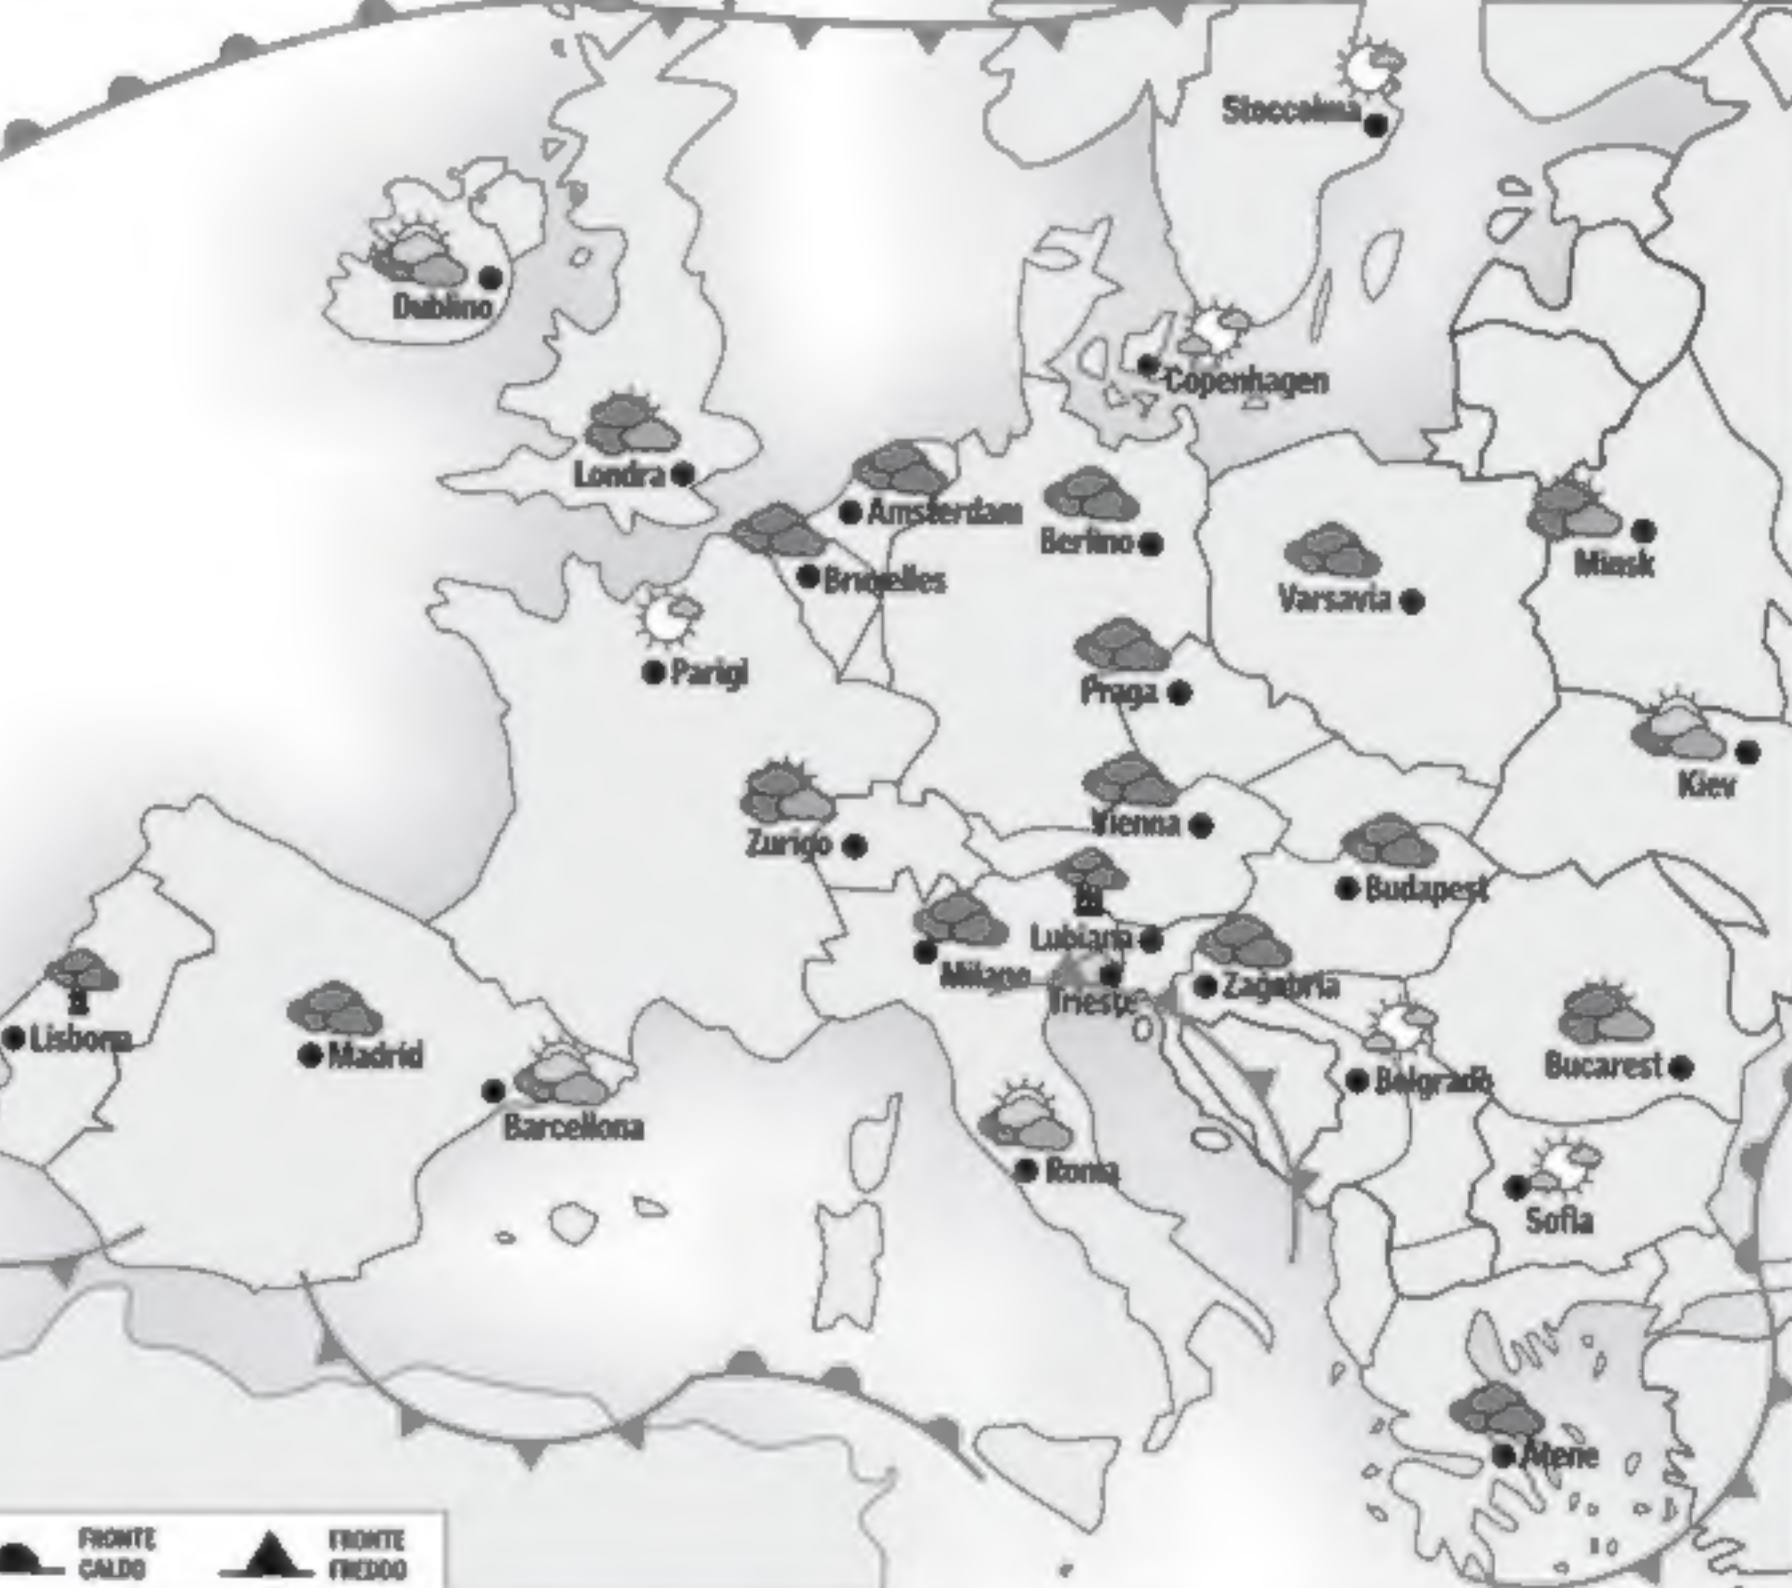 Stoccolma
Dublino
Copenhagen
Londra
Amsterdam
Berlino
Minsk
Bruxelles
Varsavia
Parigi
Praga
Kiev
Vienna
Zurigo
Budapest
Lubiana
Milano
Zagabria
Trieste
Lisbona
Madrid
Bucarest
Belgrado
Barcellona
Roma
Sofia
Atene
FRONTE CALDO
FRONTE FREDDO